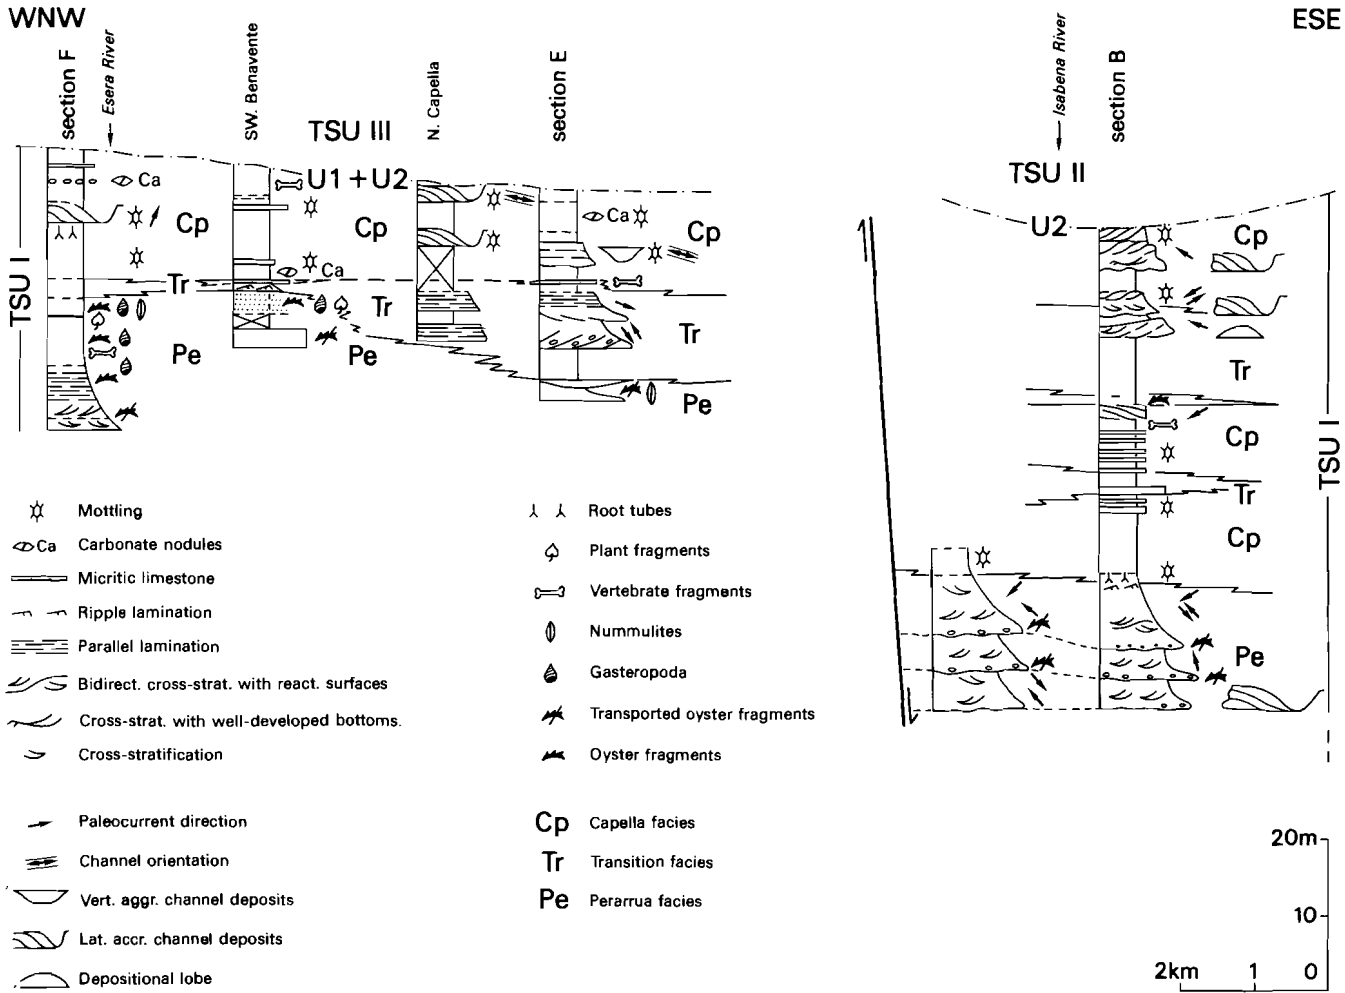 WNW
ESE
section F
Esera River
SW. Benavente
TSU III
N. Capella
section E
Isabena River
section B
TSU II
U1 + U2
U2
Ca
Cp
Cp
Ca
Cp
Cp
TSU I
Tr
Ca
Tr
Pe
Pe
Tr
Pe
Tr
Cp
Tr
Cp
Pe
TSU I
Mottling
Ca Carbonate nodules
Micritic limestone
Ripple lamination
Parallel lamination
Bidirect. cross-strat. with react. surfaces
Cross-strat. with well-developed bottoms.
Cross-stratification
Paleocurrent direction
Channel orientation
Vert. aggr. channel deposits
Lat. accr. channel deposits
Depositional lobe
Root tubes
Plant fragments
Vertebrate fragments
Nummulites
Gasteropoda
Transported oyster fragments
Oyster fragments
Cp Capella facies
Tr Transition facies
Pe Perarrua facies
20m
10
2km 1 0